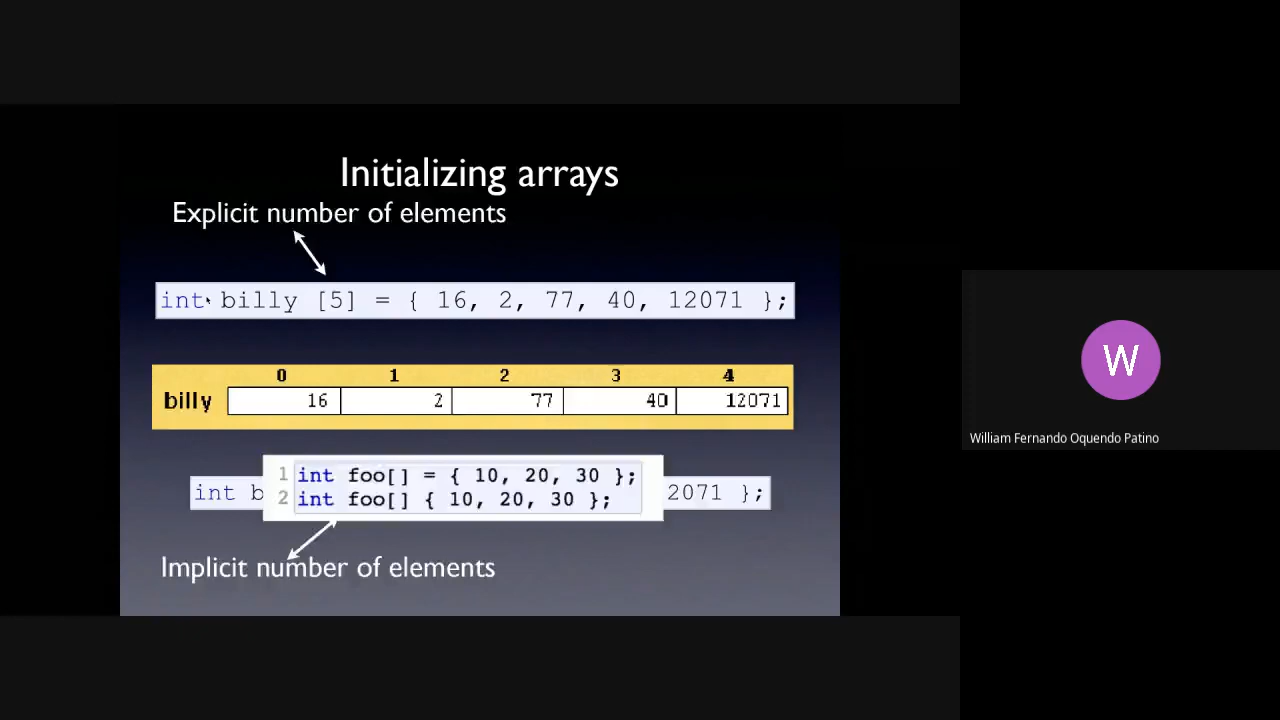 Initializing arrays
Explicit number of elements
int billy [5] = { 16, 2, 77, 40, 12071 };
0 1 2 3 4
billy 16 2 77 40 12071
1 int foo[] = { 10, 20, 30 };
2 int foo[] { 10, 20, 30 };
int b 2071 };
Implicit number of elements
W
William Fernando Oquendo Patino